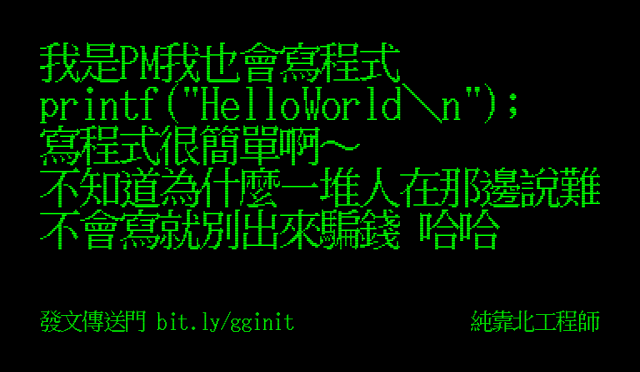 我是PM我也會寫程式
printf("HelloWorld\n");
寫程式很簡單啊～
不知道為什麼一堆人在那邊說難
不會寫就別出來騙錢 哈哈
發文傳送門 bit.ly/gginit
純靠北工程師